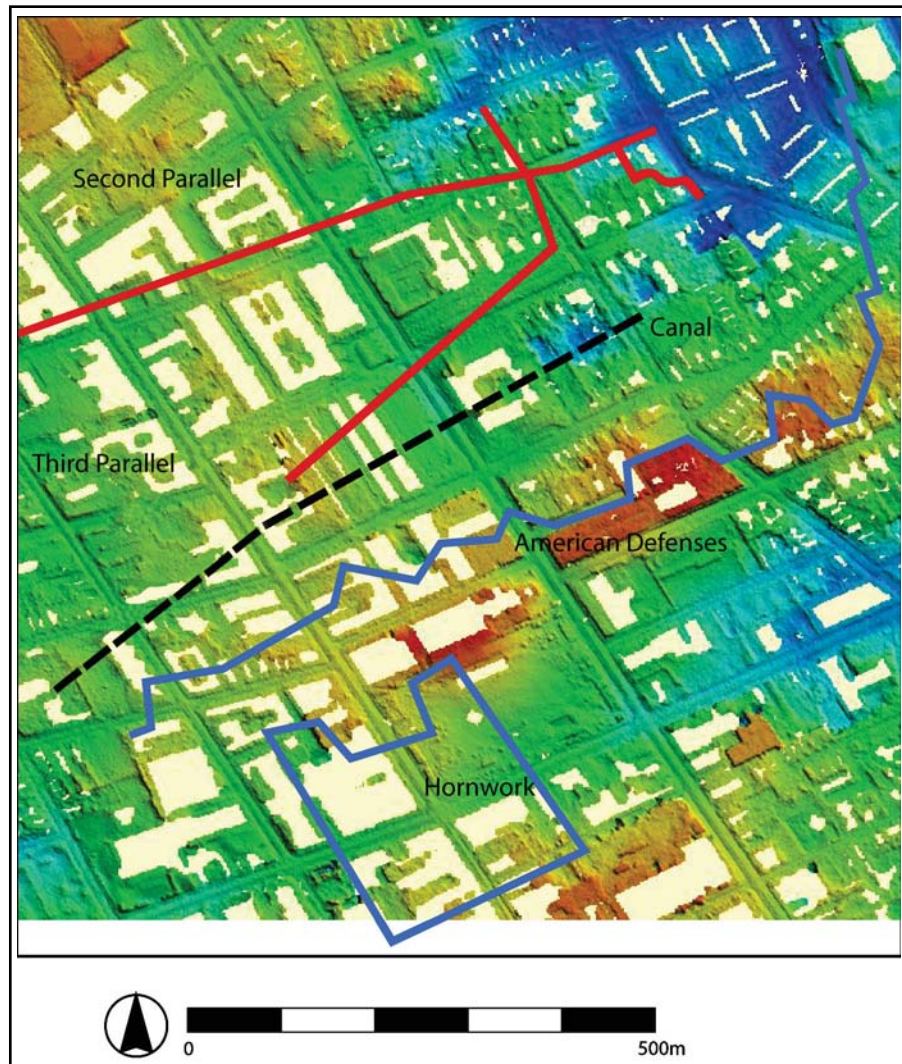 Second Parallel
Canal
Third Parallel
American Defenses
Hornwork
0
500m